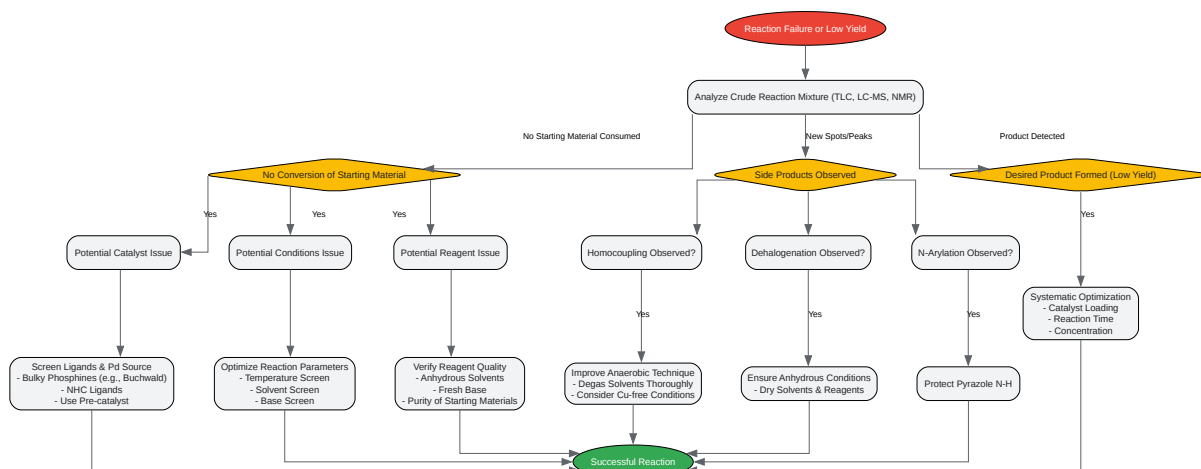 Reaction Failure or Low Yield
Analyze Crude Reaction Mixture (TLC, LC-MS, NMR)
No Starting Material Consumed
New Spots/Peaks
Product Detected
No Conversion of Starting Material
Side Products Observed
Desired Product Formed (Low Yield)
Yes
Yes
Yes
Yes
Potential Catalyst Issue
Potential Conditions Issue
Potential Reagent Issue
Homocoupling Observed?
Dehalogenation Observed?
N-Arylation Observed?
Systematic Optimization
- Catalyst Loading
- Reaction Time
- Concentration
Yes
Yes
Yes
Screen Ligands & Pd Source
- Bulky Phosphines (e.g., Buchwald)
- NHC Ligands
- Use Pre-catalyst
Optimize Reaction Parameters
- Temperature Screen
- Solvent Screen
- Base Screen
Verify Reagent Quality
- Anhydrous Solvents
- Fresh Base
- Purity of Starting Materials
Improve Anaerobic Technique
- Degas Solvents Thoroughly
- Consider Cu-free Conditions
Ensure Anhydrous Conditions
- Dry Solvents & Reagents
Protect Pyrazole N-H
Successful Reaction